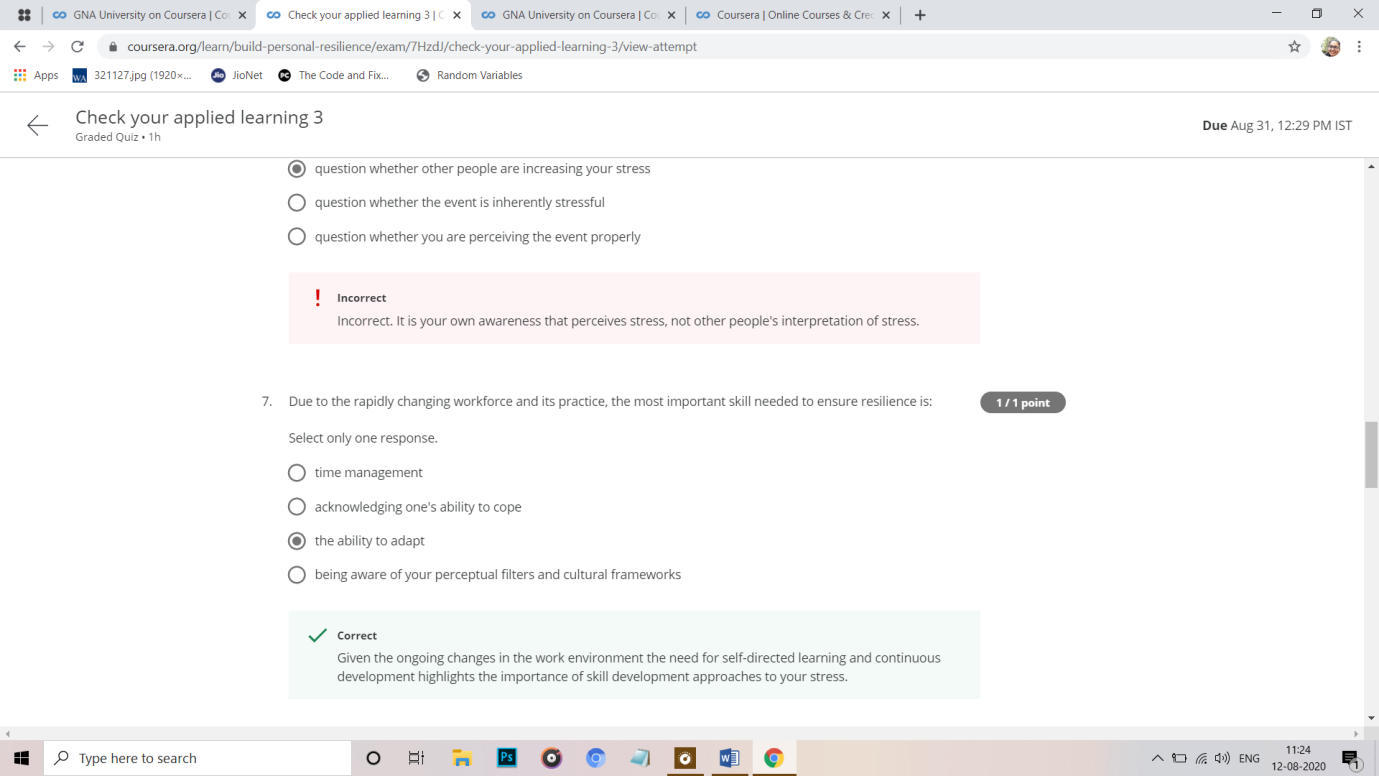 GNA University on Coursera | Co
Check your applied learning 3 | C
GNA University on Coursera | Co
Coursera | Online Courses & Cre
coursera.org/learn/build-personal-resilience/exam/7HzdJ/check-your-applied-learning-3/view-attempt
Apps
WA
321127.jpg (1920×...
Jio
JioNet
PC
The Code and Fix...
Random Variables
Check your applied learning 3
Graded Quiz • 1h
Due Aug 31, 12:29 PM IST
question whether other people are increasing your stress
question whether the event is inherently stressful
question whether you are perceiving the event properly
! Incorrect
Incorrect. It is your own awareness that perceives stress, not other people's interpretation of stress.
7. Due to the rapidly changing workforce and its practice, the most important skill needed to ensure resilience is:
1 / 1 point
Select only one response.
time management
acknowledging one's ability to cope
the ability to adapt
being aware of your perceptual filters and cultural frameworks
Correct
Given the ongoing changes in the work environment the need for self-directed learning and continuous
development highlights the importance of skill development approaches to your stress.
Type here to search
Ps
W
ENG
11:24
12-08-2020
1